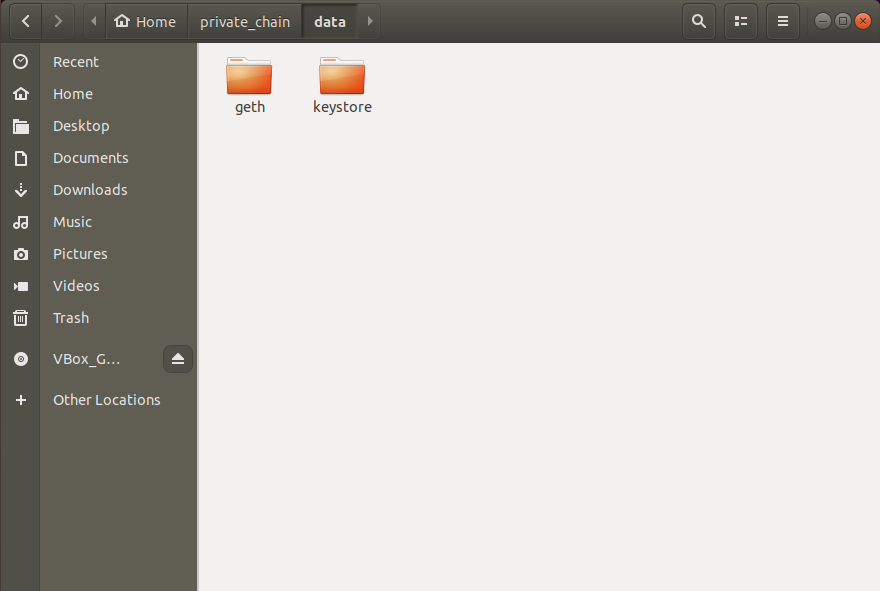 Home private_chain data
Recent
Home
Desktop
Documents
Downloads
Music
Pictures
Videos
Trash
VBox_G...
Other Locations
geth keystore